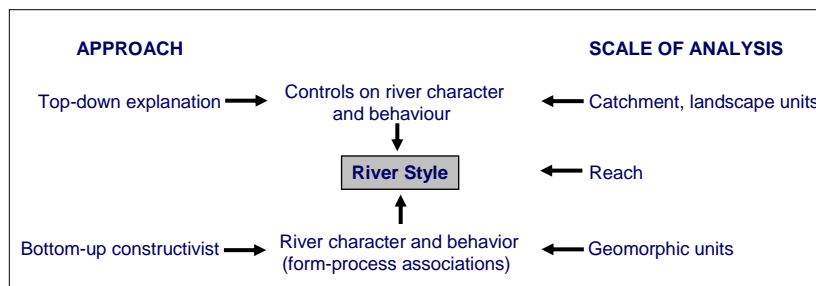 APPROACH
SCALE OF ANALYSIS
Top-down explanation
Controls on river character
and behaviour
Catchment, landscape units
River Style
Reach
Bottom-up constructivist
River character and behavior
(form-process associations)
Geomorphic units